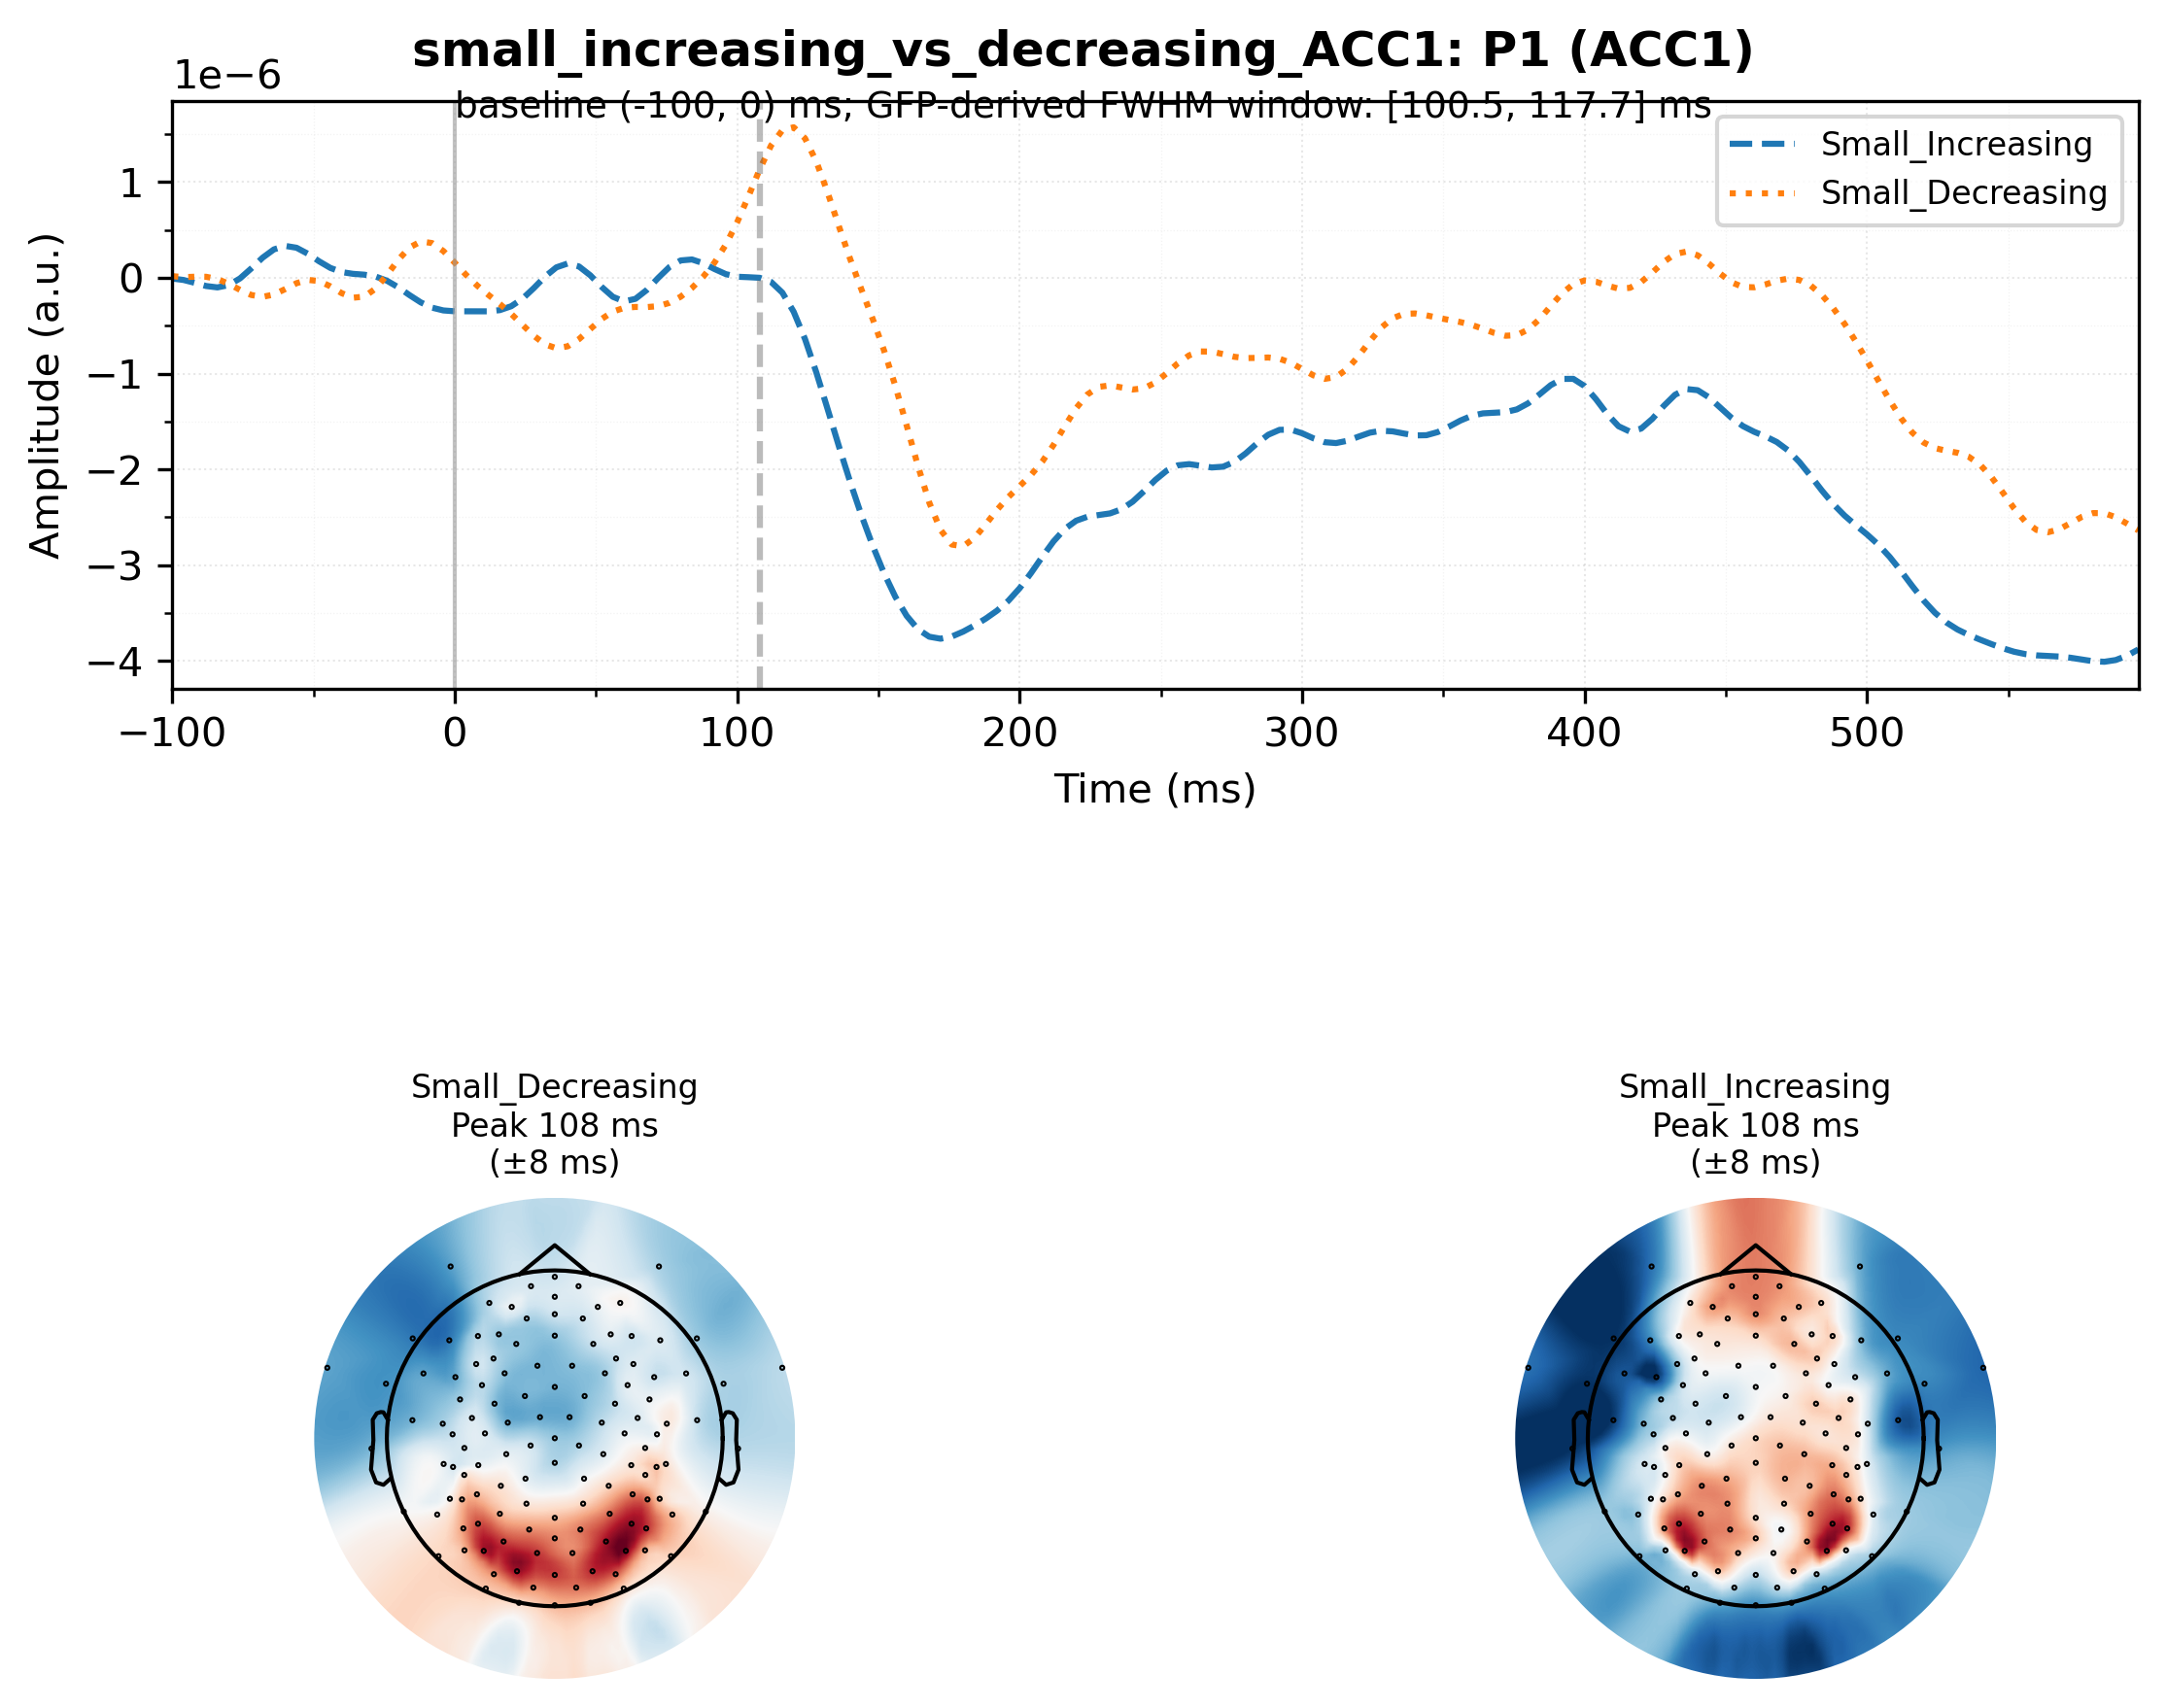 small_increasing_vs_decreasing_ACC1: P1 (ACC1)
baseline (-100, 0) ms; GFP-derived FWHM window: [100.5, 117.7] ms
1e−6
Small_Increasing
Small_Decreasing
Amplitude (a.u.)
1
0
−1
−2
−3
−4
−100 0 100 200 300 400 500
Time (ms)
Small_Decreasing
Peak 108 ms
(±8 ms)
Small_Increasing
Peak 108 ms
(±8 ms)